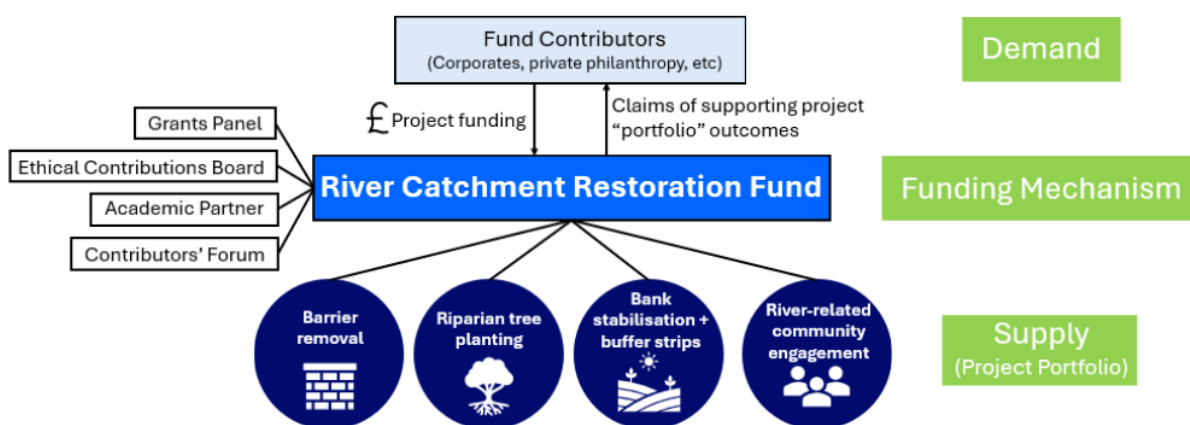 Fund Contributors
(Corporates, private philanthropy, etc)
Demand
£ Project funding
Claims of supporting project
“portfolio” outcomes
Grants Panel
Ethical Contributions Board
Academic Partner
Contributors’ Forum
River Catchment Restoration Fund
Funding Mechanism
Barrier
removal
Riparian tree
planting
Bank
stabilisation +
buffer strips
River-related
community
engagement
Supply
(Project Portfolio)